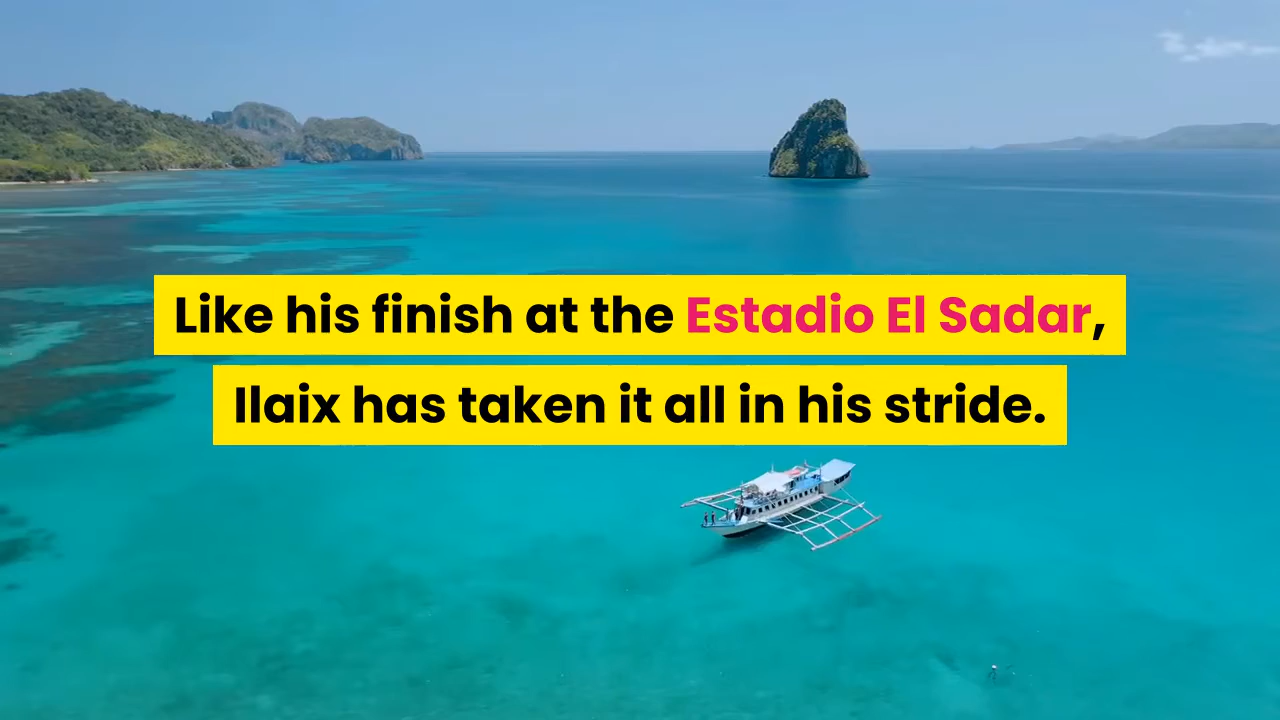 Like his finish at the Estadio El Sadar,
Ilaix has taken it all in his stride.